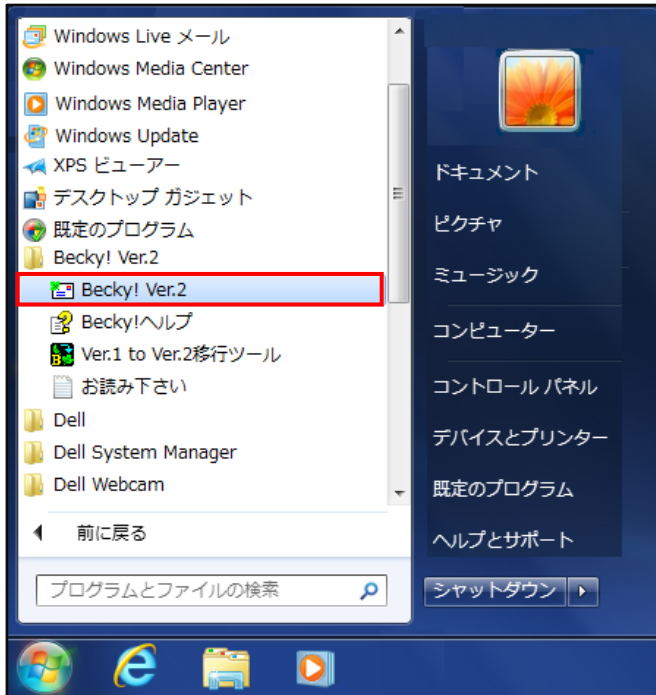 Windows Live メール
Windows Media Center
Windows Media Player
Windows Update
XPS ビューアー
デスクトップ ガジェット
既定のプログラム
Becky! Ver.2
Becky! Ver.2
Becky!ヘルプ
Ver.1 to Ver.2移行ツール
お読み下さい
Dell
Dell System Manager
Dell Webcam
前に戻る
プログラムとファイルの検索
ドキュメント
ピクチャ
ミュージック
コンピューター
コントロール パネル
デバイスとプリンター
既定のプログラム
ヘルプとサポート
シャットダウン